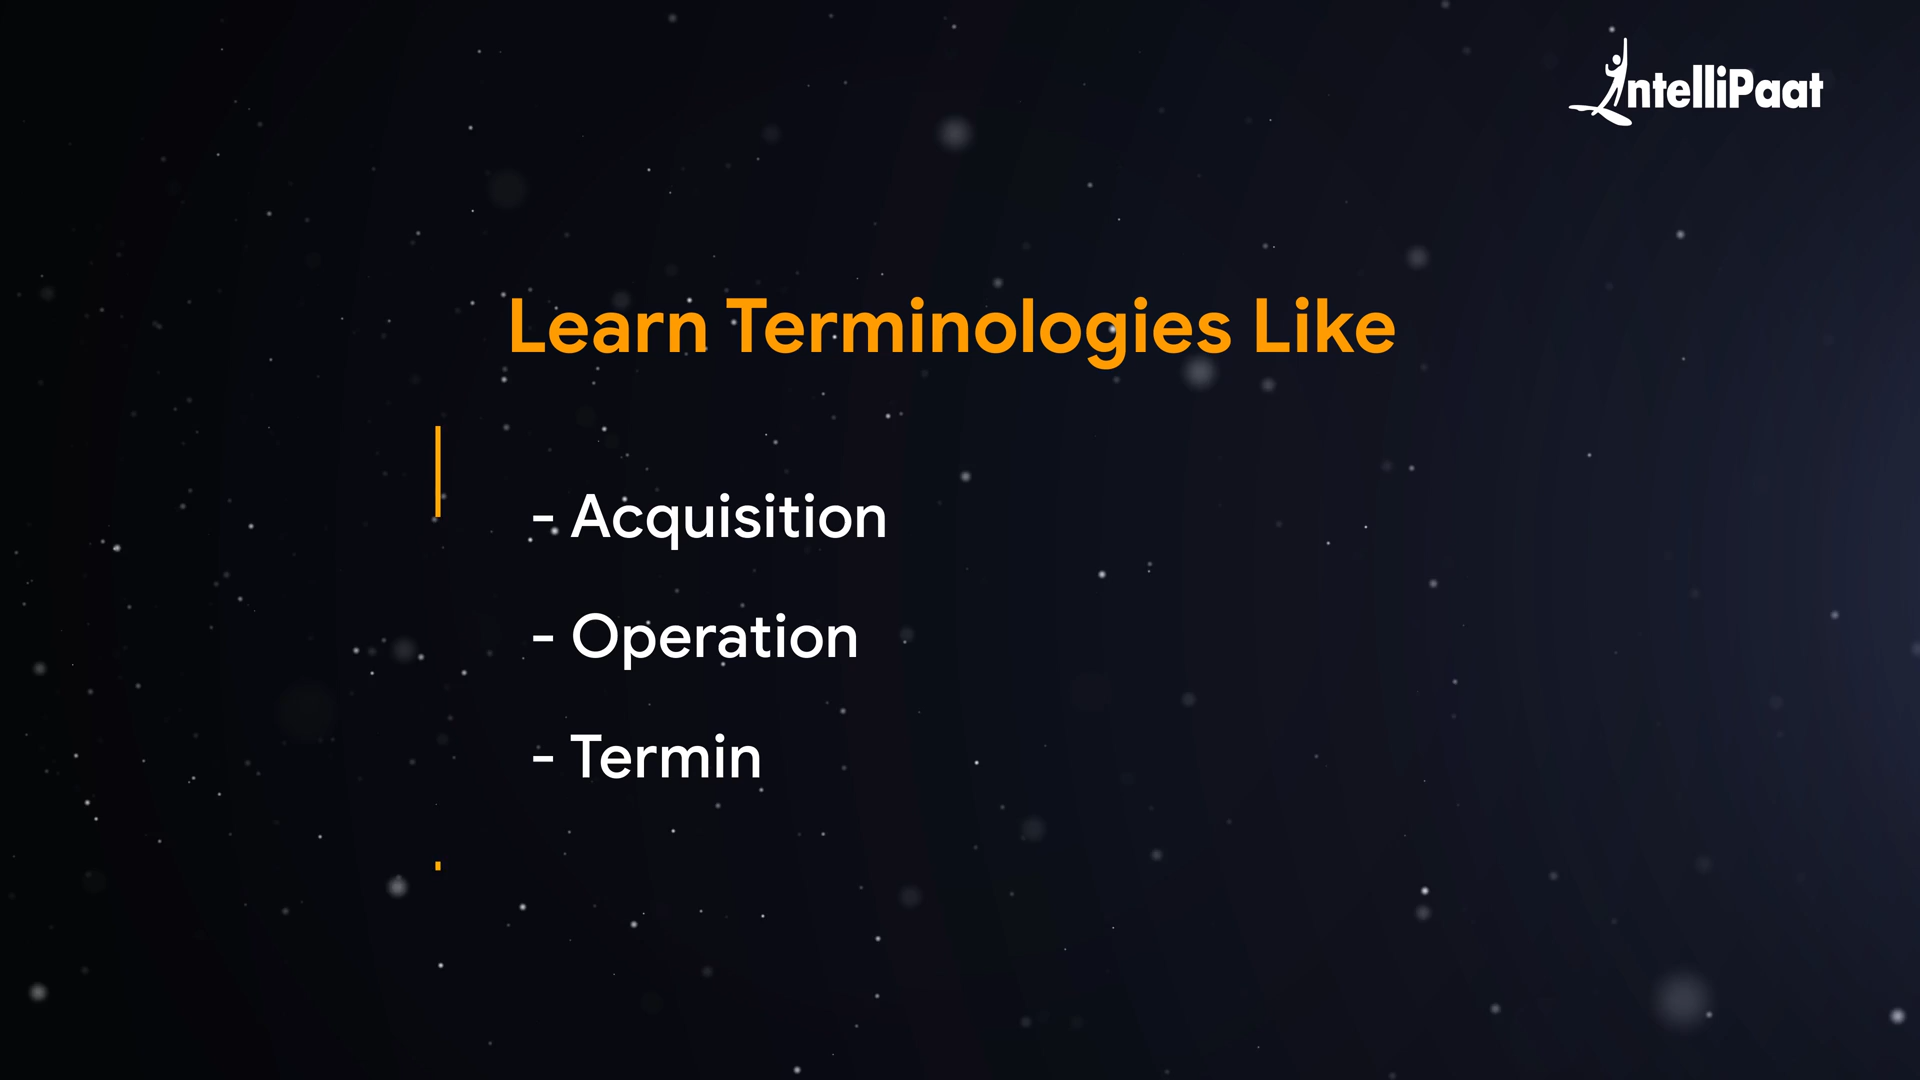 IntelliPaat
Learn Terminologies Like
- Acquisition
- Operation
- Termin